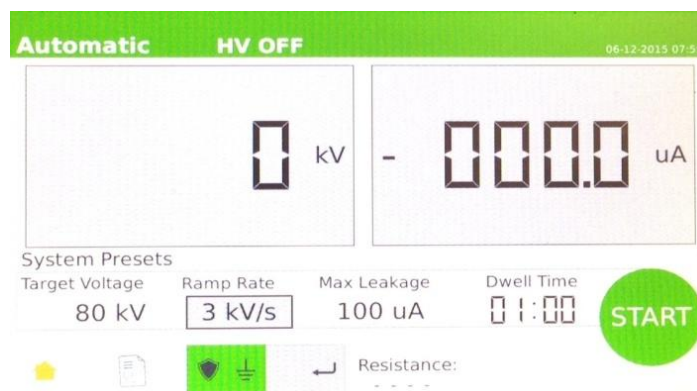 Automatic HV OFF
06-12-2015 07:5
0 kV - 000.0 uA
System Presets
Target Voltage Ramp Rate Max Leakage Dwell Time
80 kV 3 kV/s 100 uA 01:00
START
Resistance:
- - - -